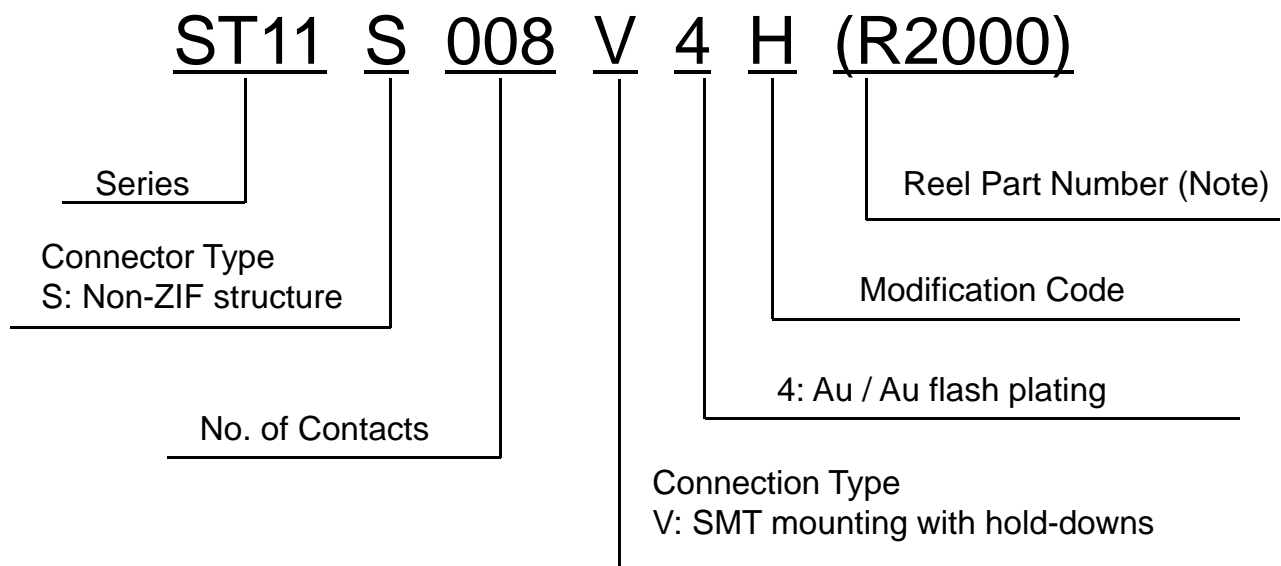 ST11 S 008 V 4 H (R2000)
Series
Reel Part Number (Note)
Connector Type
S: Non-ZIF structure
Modification Code
4: Au / Au flash plating
No. of Contacts
Connection Type
V: SMT mounting with hold-downs